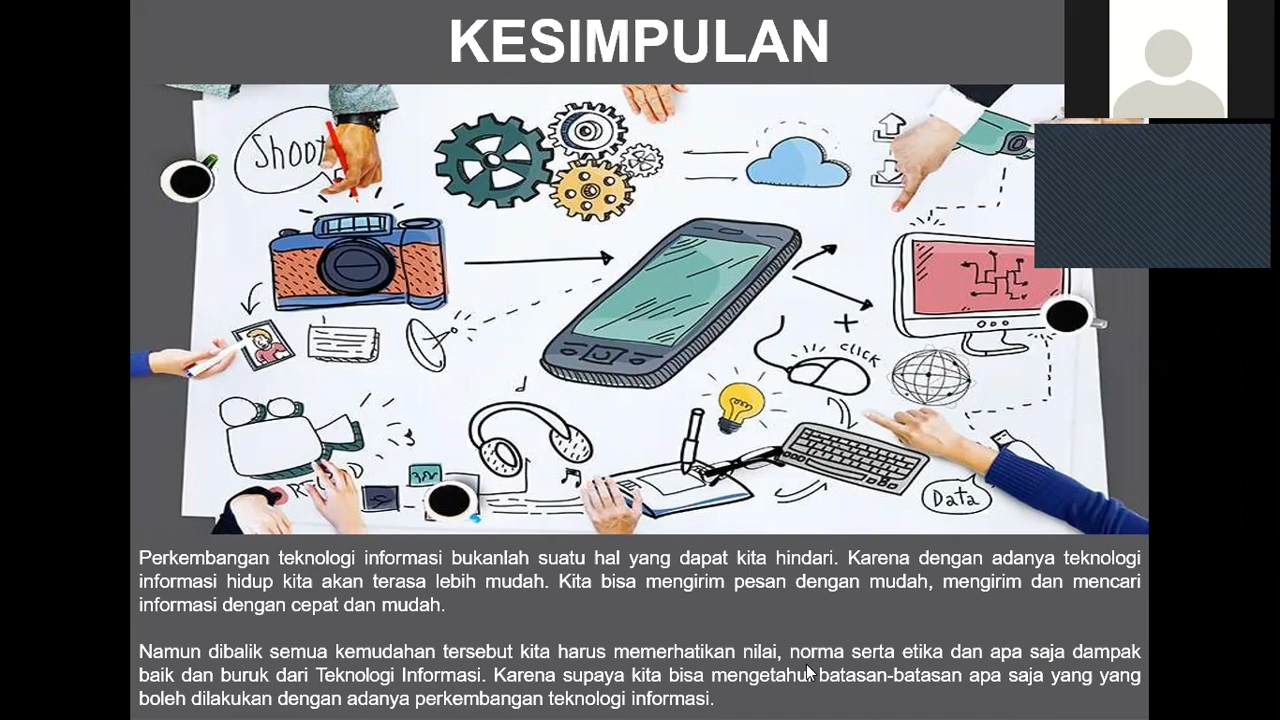 KESIMPULAN
Shoot
CLICK
Data
Perkembangan teknologi informasi bukanlah suatu hal yang dapat kita hindari. Karena dengan adanya teknologi
informasi hidup kita akan terasa lebih mudah. Kita bisa mengirim pesan dengan mudah, mengirim dan mencari
informasi dengan cepat dan mudah.
Namun dibalik semua kemudahan tersebut kita harus memerhatikan nilai, norma serta etika dan apa saja dampak
baik dan buruk dari Teknologi Informasi. Karena supaya kita bisa mengetahui batasan-batasan apa saja yang yang
boleh dilakukan dengan adanya perkembangan teknologi informasi.